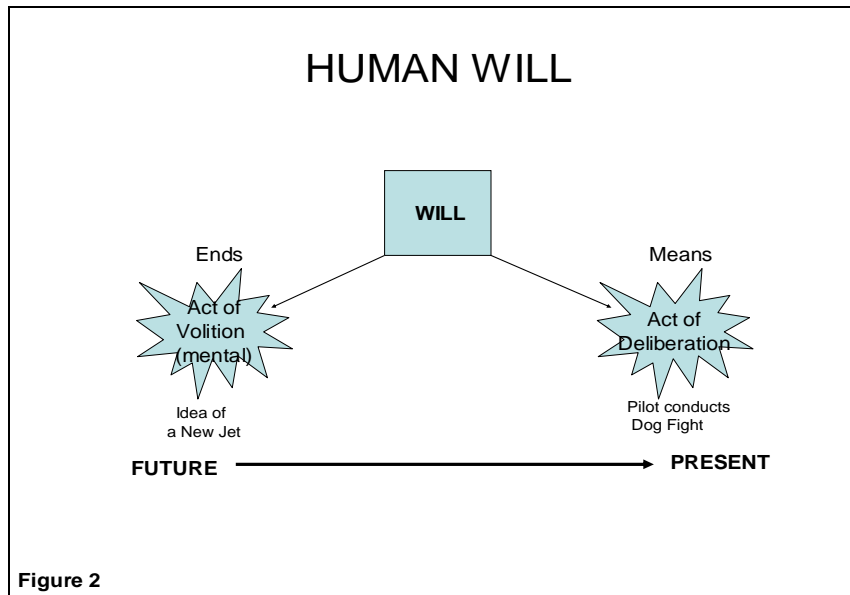 HUMAN WILL
WILL
Ends
Act of
Volition
(mental)
Idea of
a New Jet
Means
Act of
Deliberation
Pilot conducts
Dog Fight
FUTURE
PRESENT
Figure 2